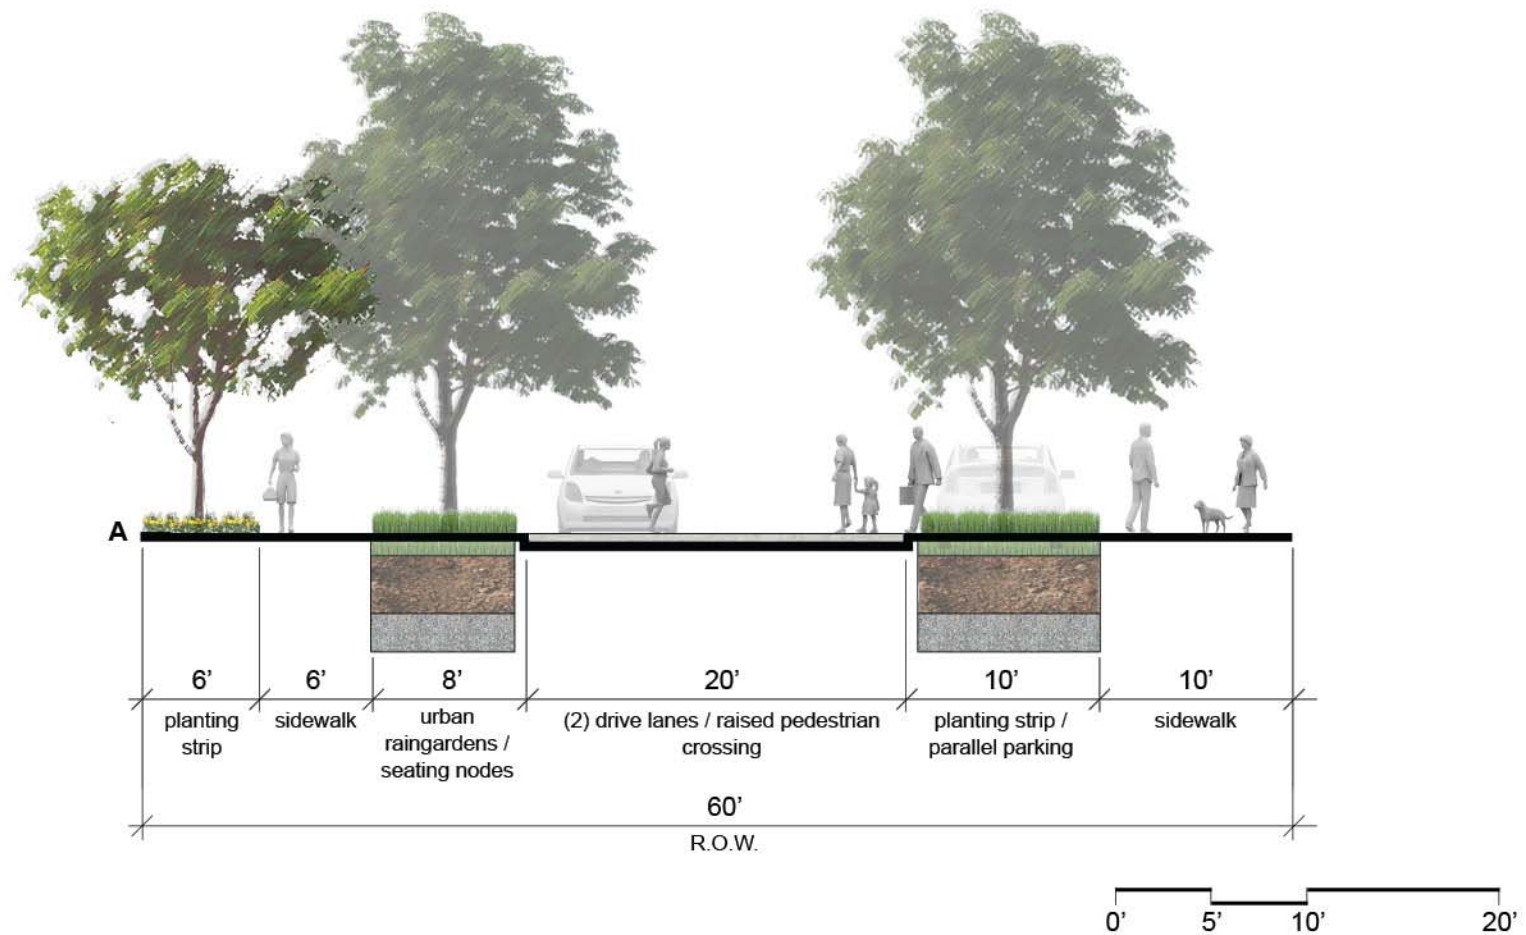 A
6’ 6’ 8’ 20’ 10’ 10’
planting
strip
sidewalk
urban
raingardens /
seating nodes
(2) drive lanes / raised pedestrian
crossing
planting strip /
parallel parking
sidewalk
60’
R.O.W.
0’ 5’ 10’ 20’